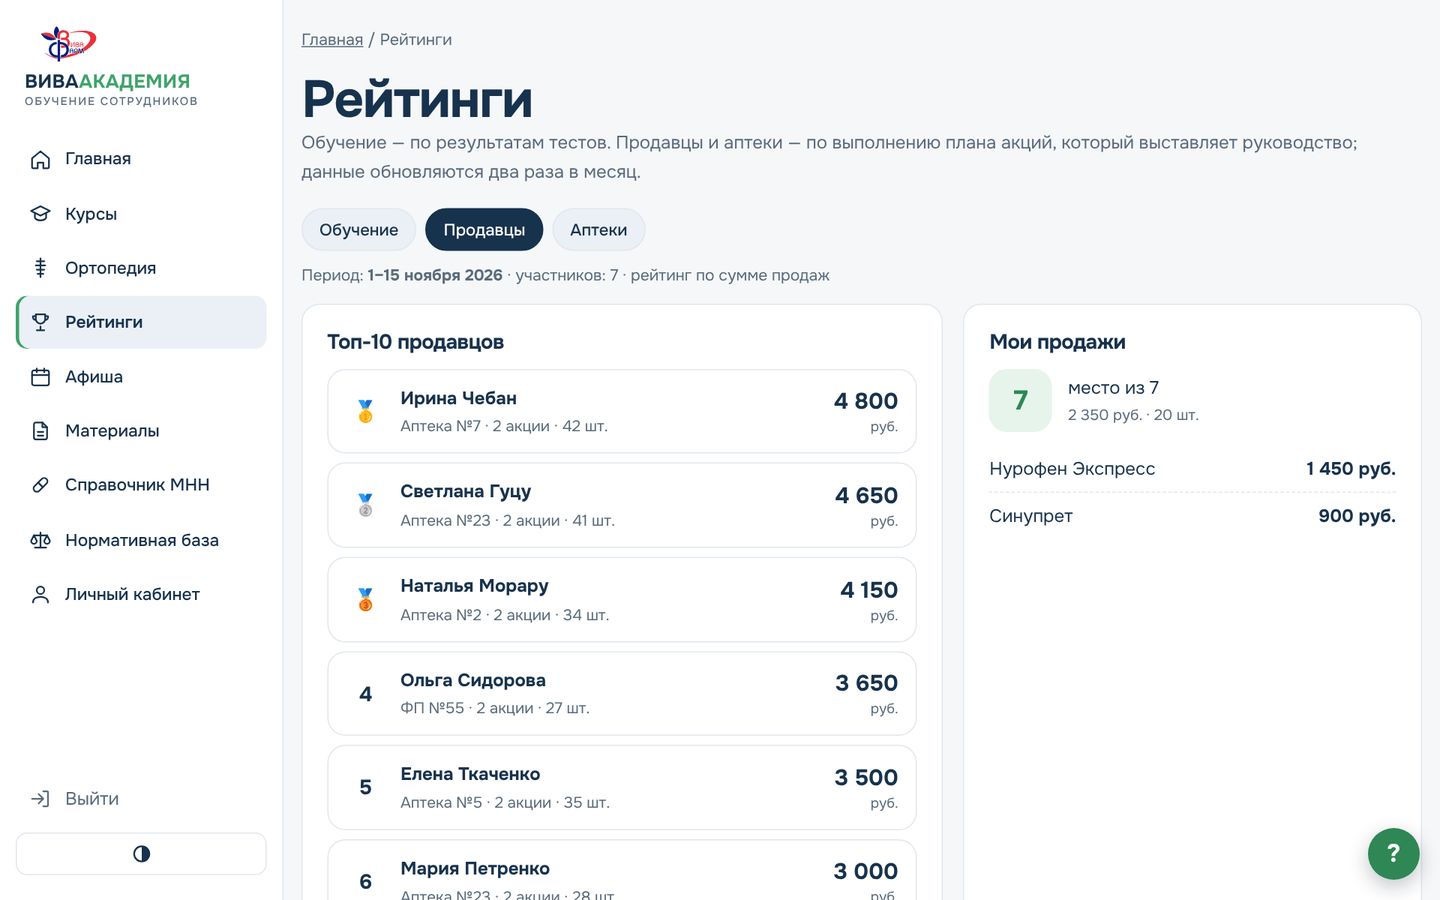 ВИВААКАДЕМИЯ
ОБУЧЕНИЕ СОТРУДНИКОВ
Главная
Курсы
Ортопедия
Рейтинги
Афиша
Материалы
Справочник МНН
Нормативная база
Личный кабинет
Выйти
Главная / Рейтинги
Рейтинги
Обучение — по результатам тестов. Продавцы и аптеки — по выполнению плана акций, который выставляет руководство;
данные обновляются два раза в месяц.
Обучение Продавцы Аптеки
Период: 1–15 ноября 2026 · участников: 7 · рейтинг по сумме продаж
Топ-10 продавцов
Ирина Чебан
4 800
Аптека №7 · 2 акции · 42 шт.
руб.
Светлана Гуцу
4 650
Аптека №23 · 2 акции · 41 шт.
руб.
Наталья Морару
4 150
Аптека №2 · 2 акции · 34 шт.
руб.
4
Ольга Сидорова
3 650
ФП №55 · 2 акции · 27 шт.
руб.
5
Елена Ткаченко
3 500
Аптека №5 · 2 акции · 35 шт.
руб.
6
Мария Петренко
3 000
Аптека №23 · 2 акции · 28 шт.
руб.
Мои продажи
7
место из 7
2 350 руб. · 20 шт.
Нурофен Экспресс 1 450 руб.
Синупрет 900 руб.
?